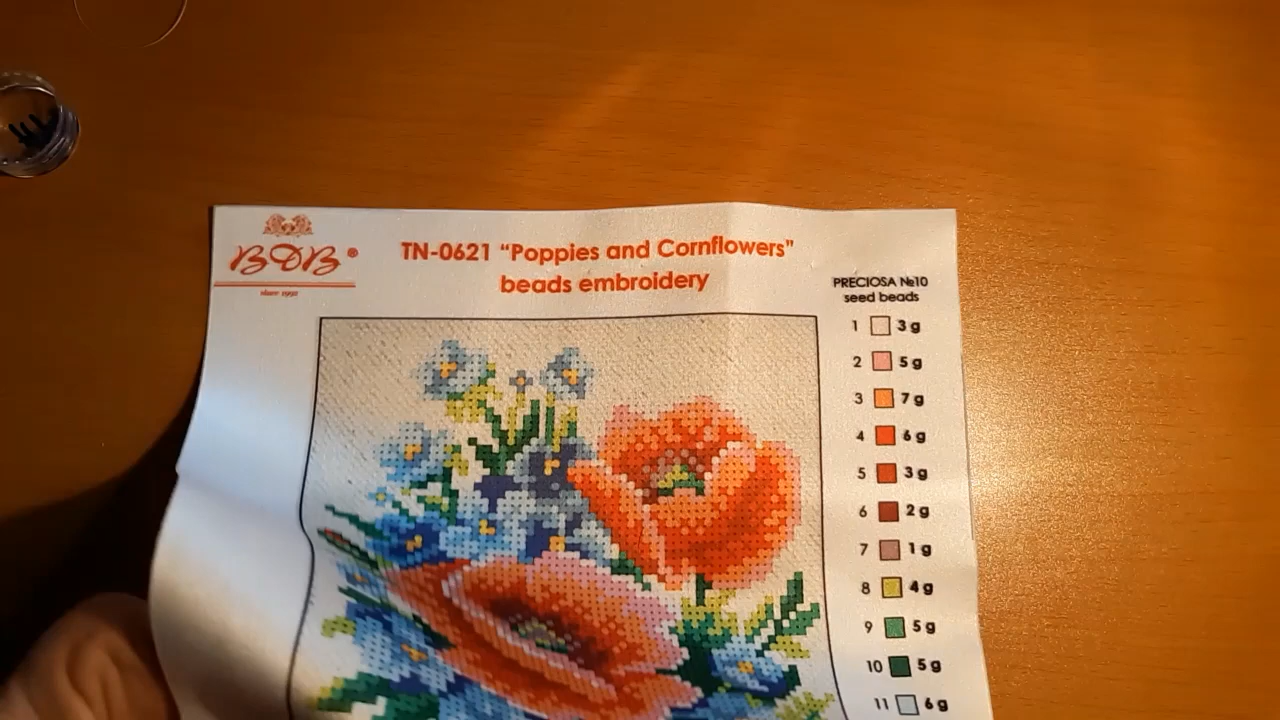 BDB®
since 1992
TN-0621 "Poppies and Cornflowers"
beads embroidery
PRECIOSA №10
seed beads
1 3 g
2 5 g
3 7 g
4 6 g
5 3 g
6 2 g
7 1 g
8 4 g
9 5 g
10 5 g
11 6 g